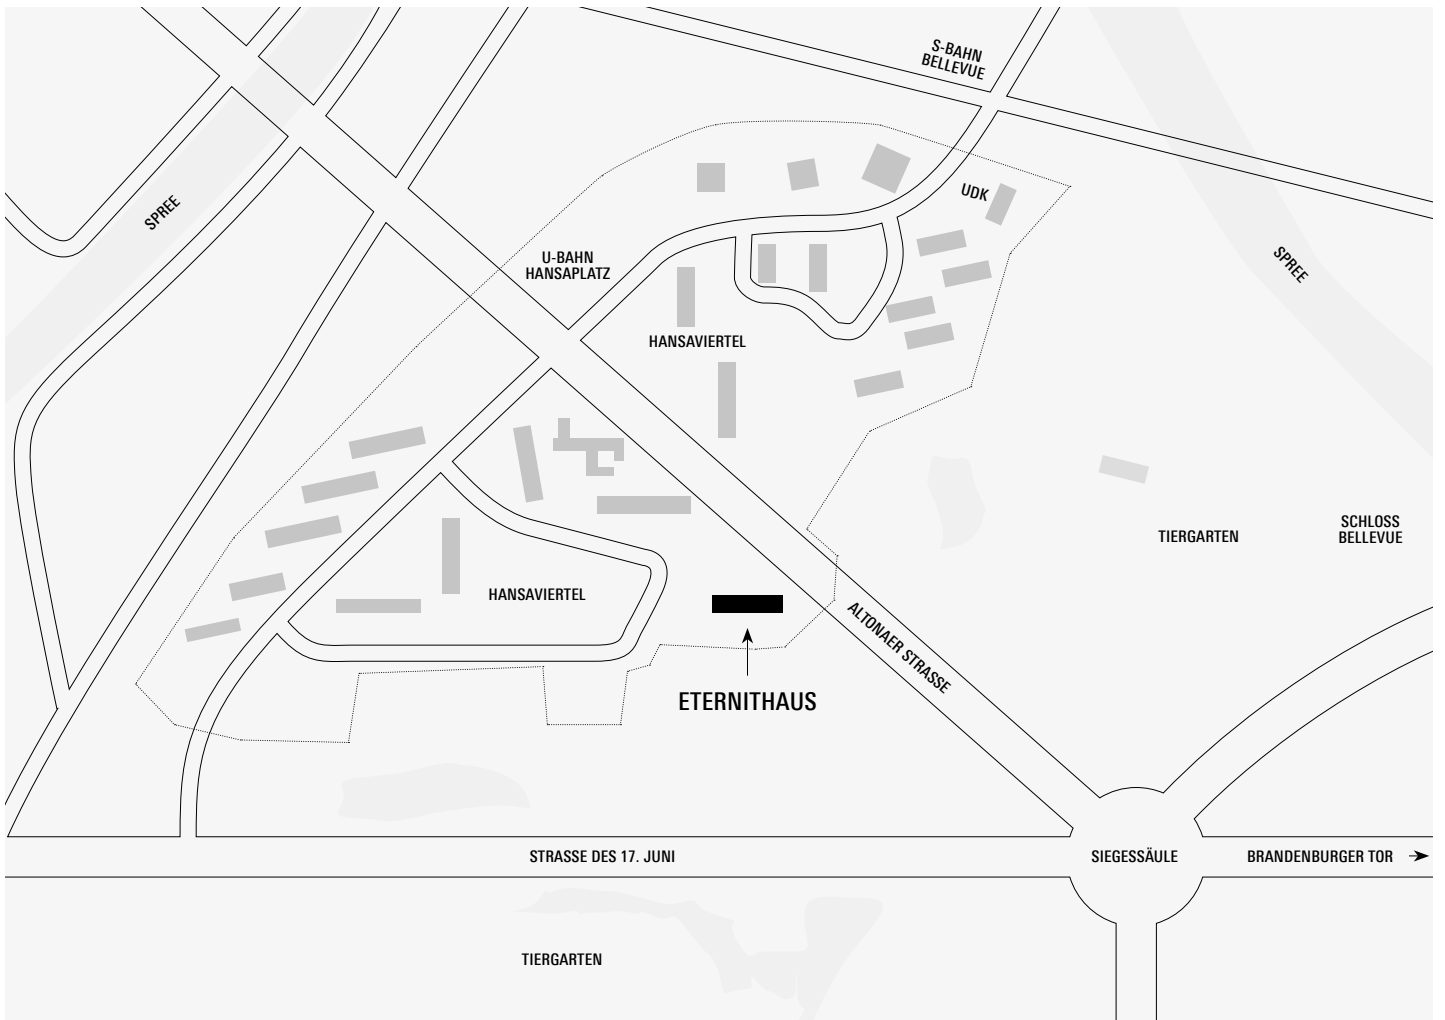 S-BAHN
BELLEVUE
SPREE
UDK
U-BAHN
HANSAPLATZ
SPREE
HANSAVIERTEL
TIERGARTEN
SCHLOSS
BELLEVUE
HANSAVIERTEL
ALTONAER STRASSE
ETERNITHAUS
STRASSE DES 17. JUNI
SIEGESSÄULE
BRANDENBURGER TOR
TIERGARTEN